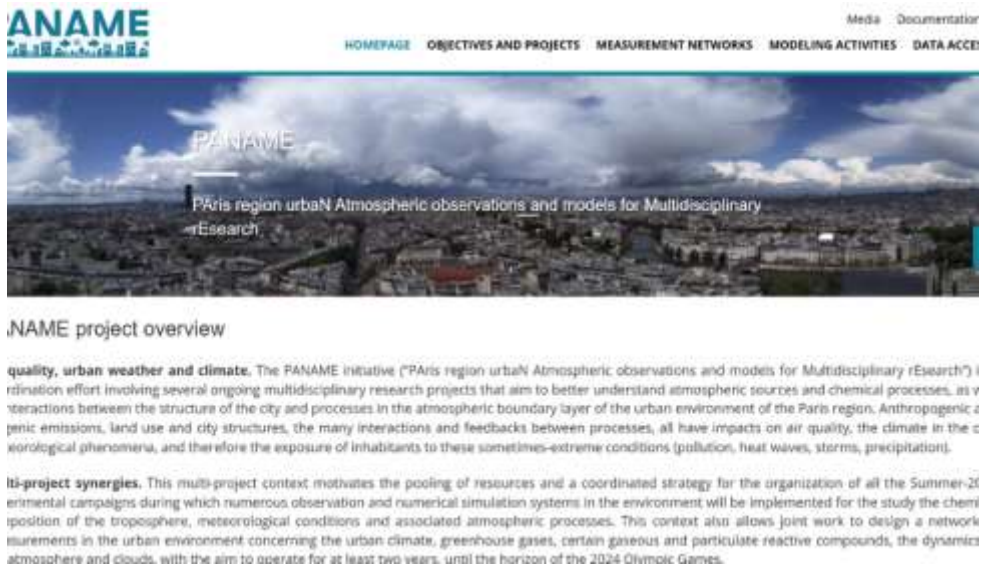 PANAME
Media Documentation
HOMEPAGE OBJECTIVES AND PROJECTS MEASUREMENT NETWORKS MODELING ACTIVITIES DATA ACCES
PANAME
PAris region urbaN Atmospheric observations and models for Multidisciplinary
rEsearch
ANAME project overview
quality, urban weather and climate. The PANAME initiative ("PAris region urbaN Atmospheric observations and models for Multidisciplinary rEsearch") i
rdination effort involving several ongoing multidisciplinary research projects that aim to better understand atmospheric sources and chemical processes, as w
nteractions between the structure of the city and processes in the atmospheric boundary layer of the urban environment of the Paris region. Anthropogenic a
genic emissions, land use and city structures, the many interactions and feedbacks between processes, all have impacts on air quality, the climate in the c
eorological phenomena, and therefore the exposure of inhabitants to these sometimes-extreme conditions (pollution, heat waves, storms, precipitation).
lti-project synergies. This multi-project context motivates the pooling of resources and a coordinated strategy for the organization of all the Summer-20
erimental campaigns during which numerous observation and numerical simulation systems in the environment will be implemented for the study the chemi
mposition of the troposphere, meteorological conditions and associated atmospheric processes. This context also allows joint work to design a network
asurements in the urban environment concerning the urban climate, greenhouse gases, certain gaseous and particulate reactive compounds, the dynamics
atmosphere and clouds, with the aim to operate for at least two years, until the horizon of the 2024 Olympic Games.